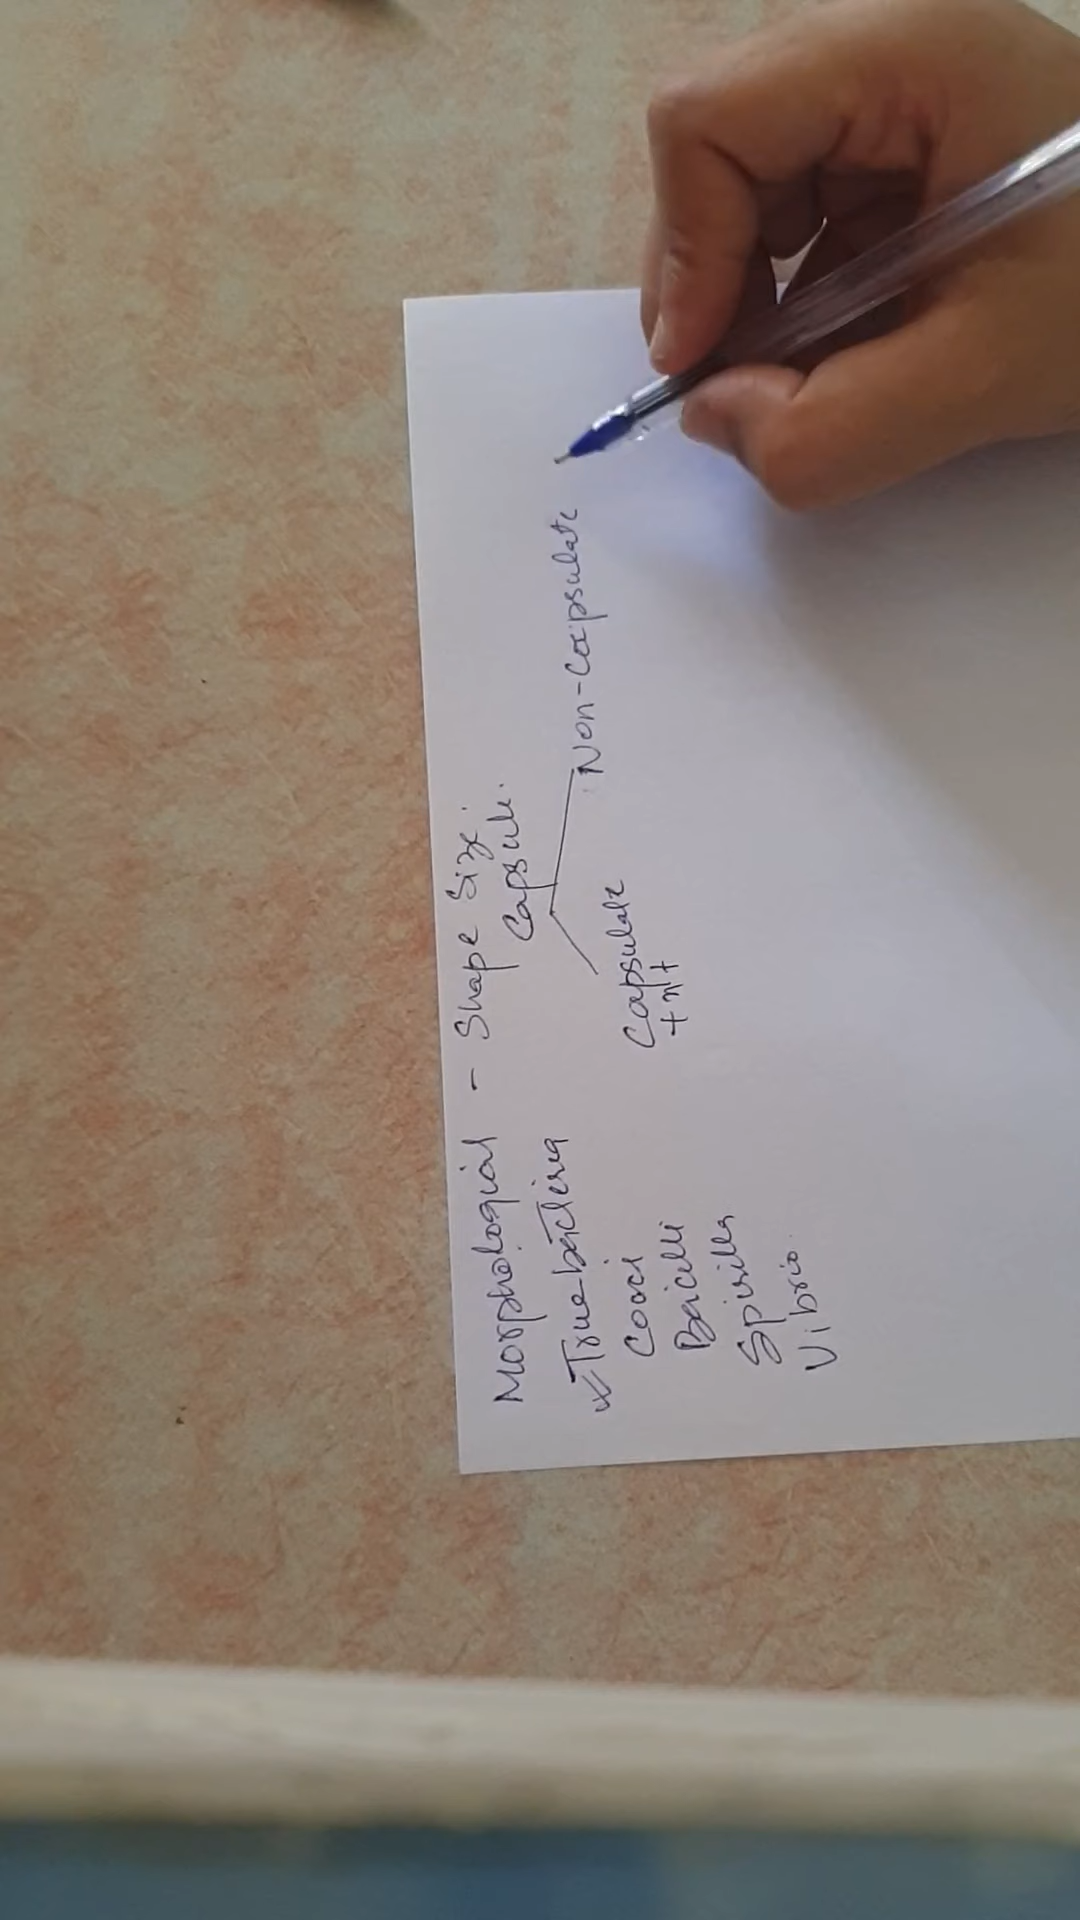 Morphological - Shape Size.
Capsule.
True bacteria
Capsulate Non-Capsulate
Cocci
Bacilli
Spirilla
Vibrio.